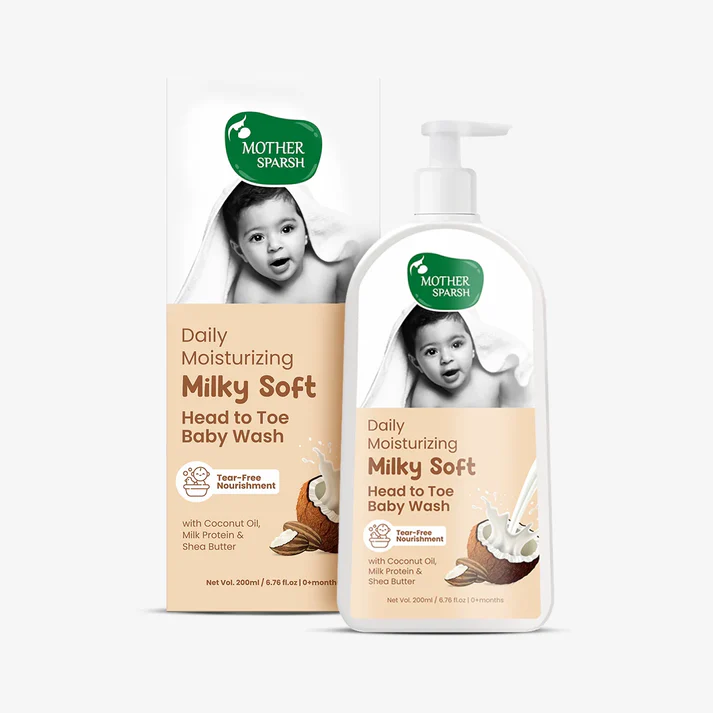 MOTHER
SPARSH
Daily
Moisturizing
Milky Soft
Head to Toe
Baby Wash
Tear-Free
Nourishment
with Coconut Oil,
Milk Protein &
Shea Butter
Net Vol. 200ml / 6.76 fl.oz | 0+month
MOTHER
SPARSH
Daily
Moisturizing
Milky Soft
Head to Toe
Baby Wash
Tear-Free
Nourishment
with Coconut Oil,
Milk Protein &
Shea Butter
Net Vol. 200ml / 6.76 fl.oz | 0+months